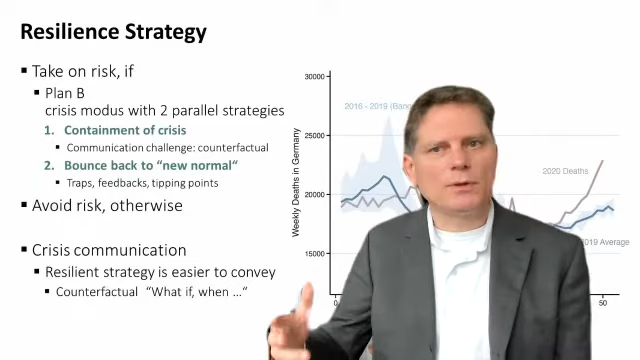 Resilience Strategy
Take on risk, if
Plan B
crisis modus with 2 parallel strategies
1. Containment of crisis
Communication challenge: counterfactual
2. Bounce back to “new normal“
Traps, feedbacks, tipping points
Avoid risk, otherwise
Crisis communication
Resilient strategy is easier to convey
Counterfactual “What if, when …“
Weekly Deaths in Germany
30000
25000
20000
15000
2016 - 2019 (Ban
2020 Deaths
2019 Average
0
50